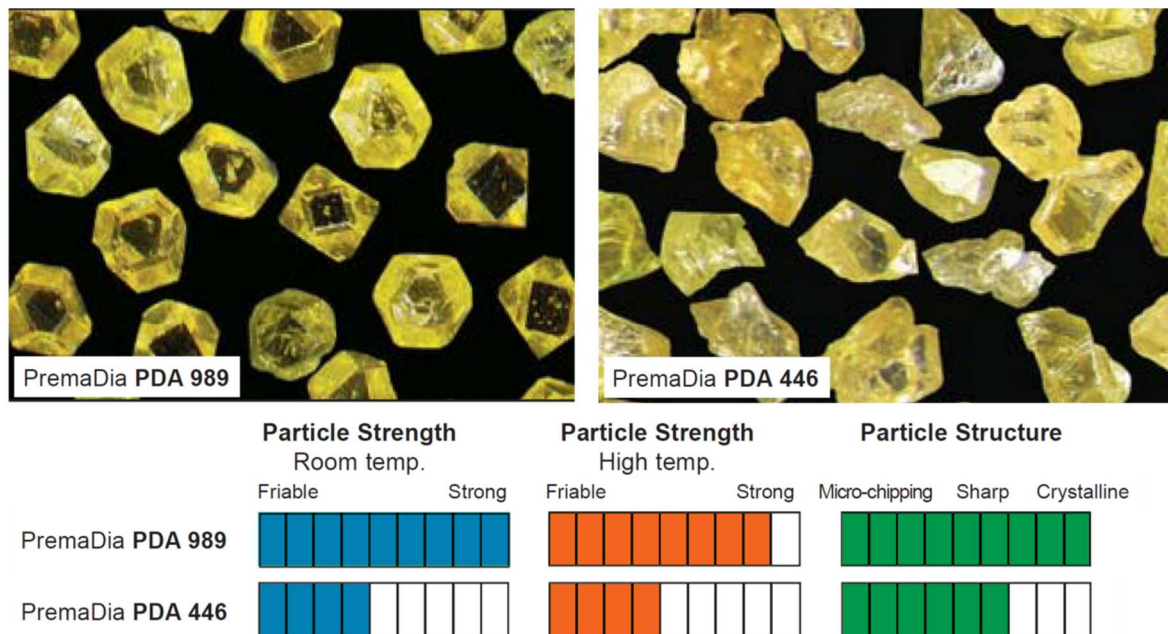 PremaDia PDA 989
PremaDia PDA 446
Particle Strength
Room temp.
Particle Strength
High temp.
Particle Structure
Friable Strong
Friable Strong
Micro-chipping Sharp Crystalline
PremaDia PDA 989
PremaDia PDA 446